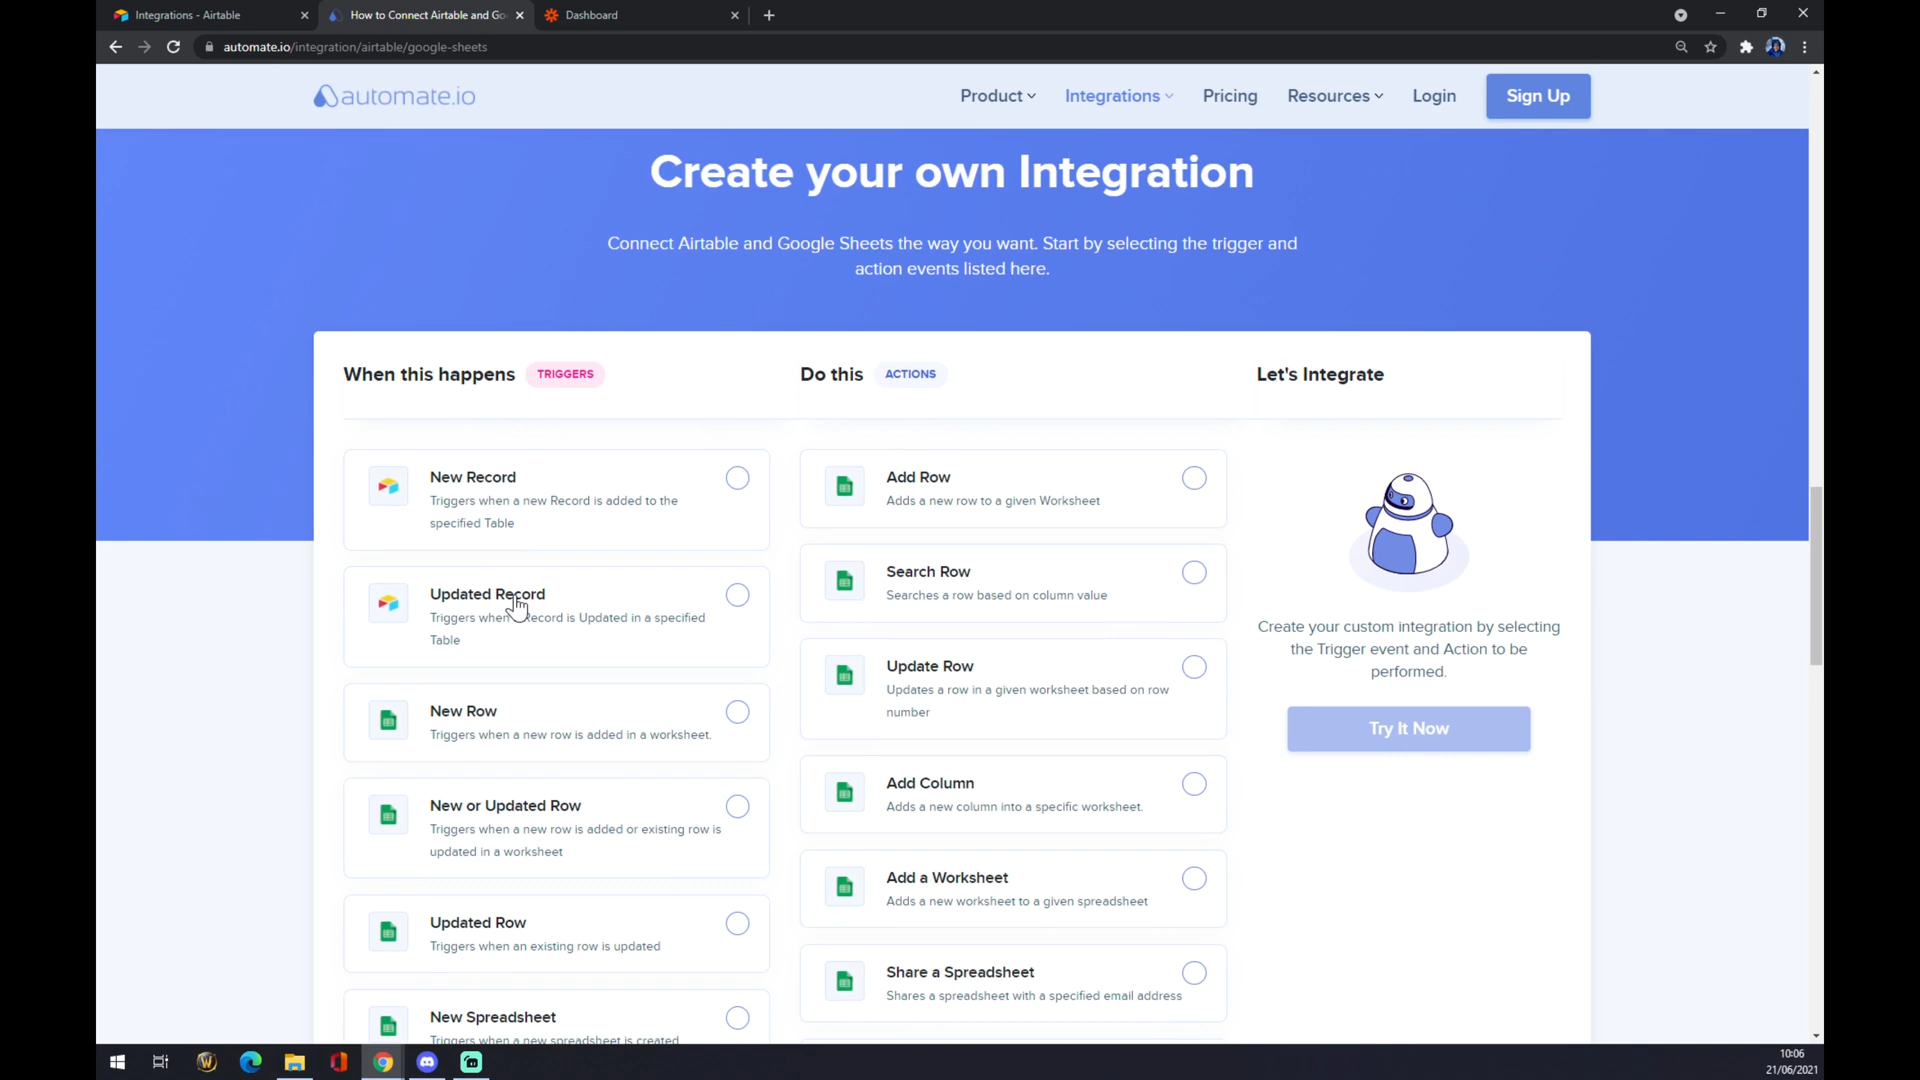 Integrations - Airtable
How to Connect Airtable and Go
Dashboard
automate.io/integration/airtable/google-sheets
automate.io
Product
Integrations
Pricing
Resources
Login
Sign Up
Create your own Integration
Connect Airtable and Google Sheets the way you want. Start by selecting the trigger and
action events listed here.
When this happens
TRIGGERS
Do this
ACTIONS
Let's Integrate
New Record
Triggers when a new Record is added to the
specified Table
Updated Record
Triggers when Record is Updated in a specified
Table
New Row
Triggers when a new row is added in a worksheet.
New or Updated Row
Triggers when a new row is added or existing row is
updated in a worksheet
Updated Row
Triggers when an existing row is updated
New Spreadsheet
Triggers when a new spreadsheet is created
Add Row
Adds a new row to a given Worksheet
Search Row
Searches a row based on column value
Update Row
Updates a row in a given worksheet based on row
number
Add Column
Adds a new column into a specific worksheet.
Add a Worksheet
Adds a new worksheet to a given spreadsheet
Share a Spreadsheet
Shares a spreadsheet with a specified email address
Create your custom integration by selecting
the Trigger event and Action to be
performed.
Try It Now
10:06
21/06/2021